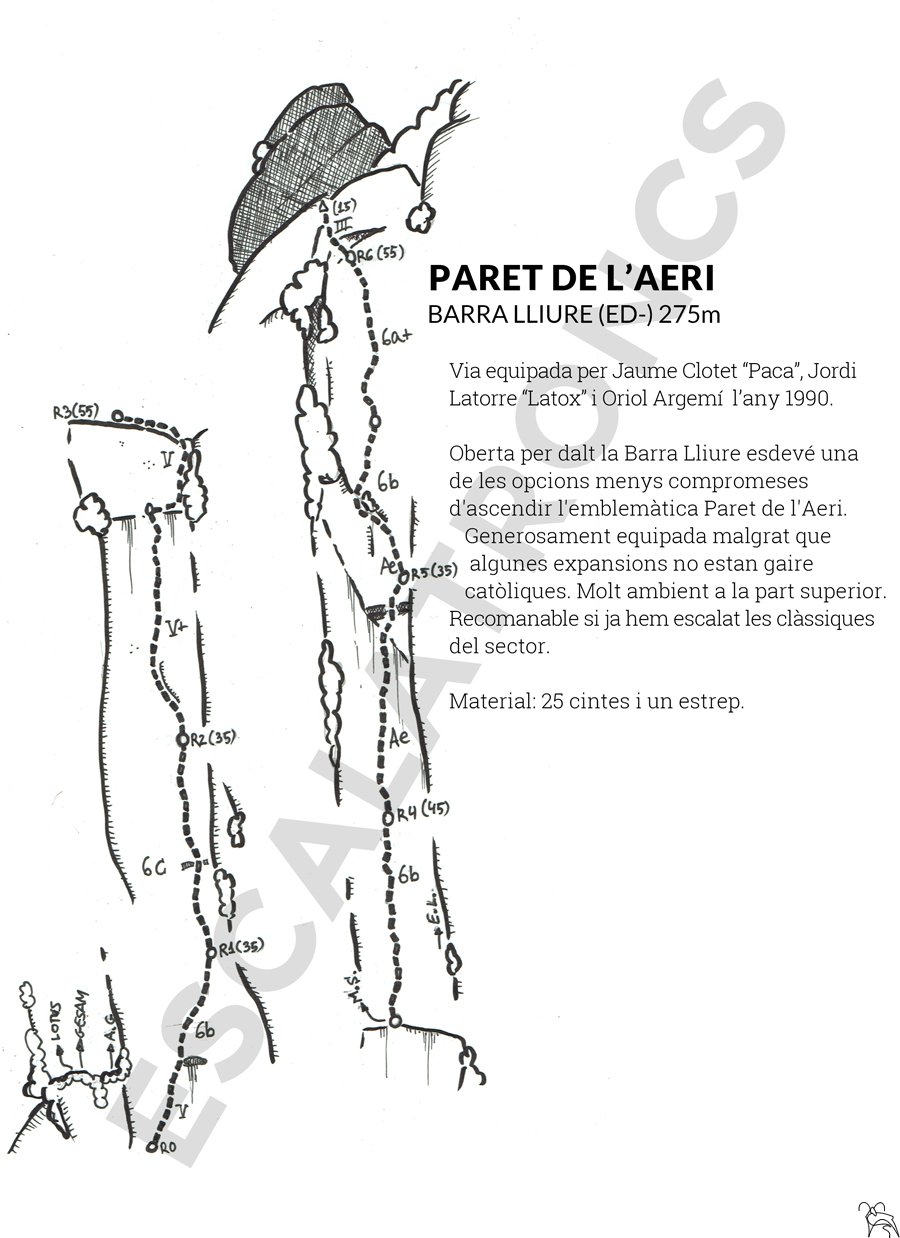 PARET DE L’AERI
BARRA LLIURE (ED-) 275m
Via equipada per Jaume Clotet “Paca”, Jordi
Latorre “Latox” i Oriol Argemí  l’any 1990.
Oberta per dalt la Barra Lliure esdevé una
de les opcions menys compromeses
d'ascendir l'emblemàtica Paret de l'Aeri.
Generosament equipada malgrat que
algunes expansions no estan gaire
catòliques. Molt ambient a la part superior.
Recomanable si ja hem escalat les clàssiques
del sector.
Material: 25 cintes i un estrep.
(15)
III
R6 (55)
6a+
6b
Ae
R5 (35)
Ae
R4 (45)
6b
E.L.
W.S.
R3 (55)
V
V+
R2 (35)
6c
R1 (35)
6b
V
R0
LOTUS
GESAM
A.G.
ESCALATRONCS